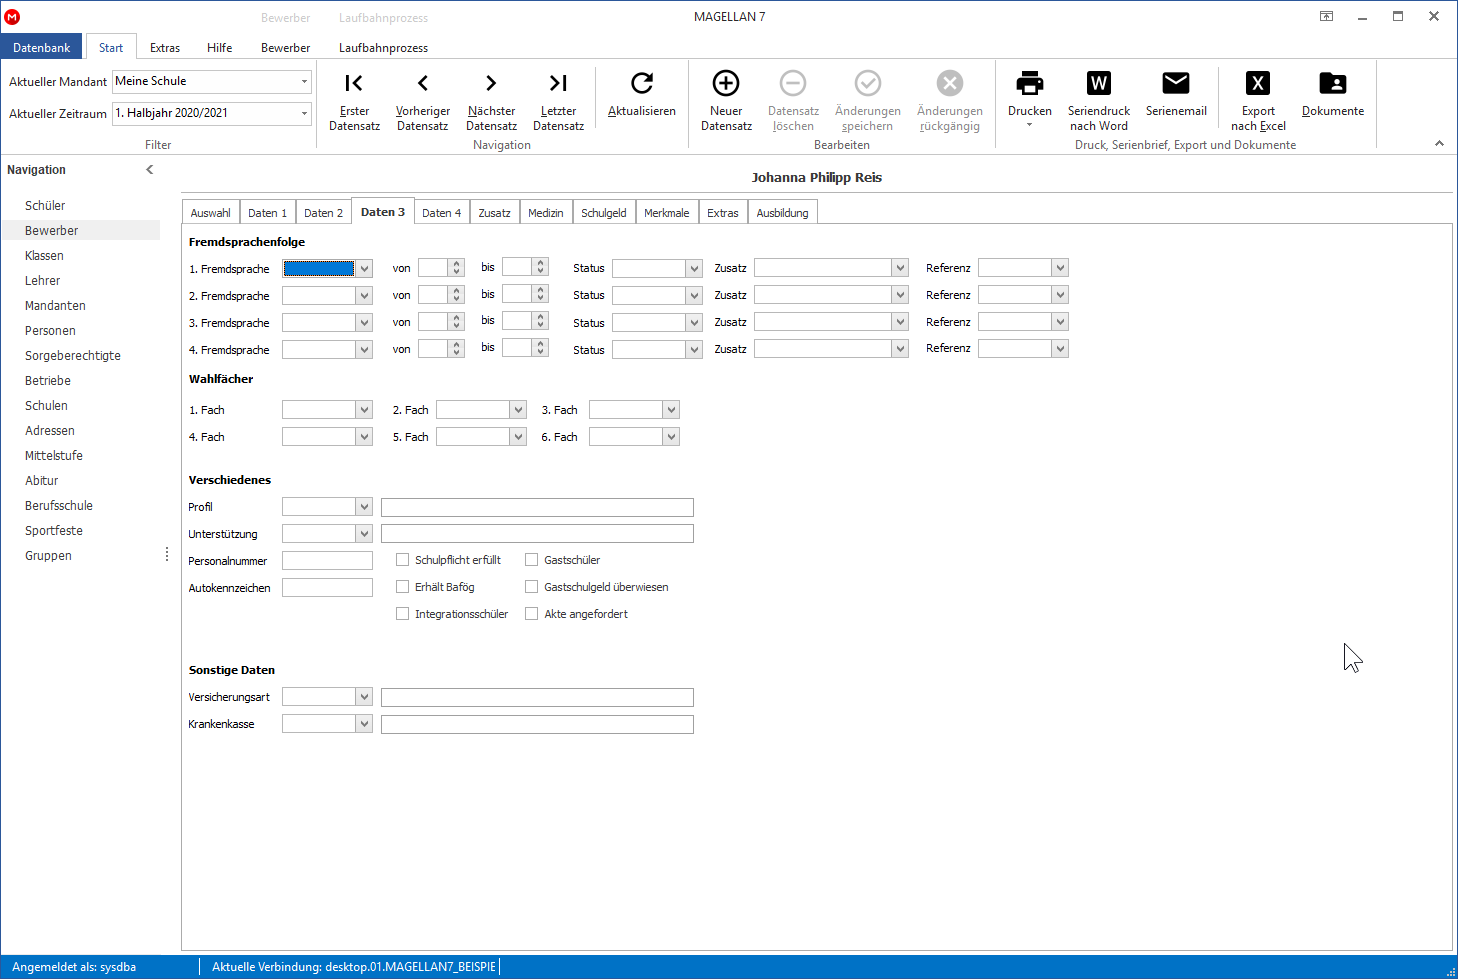 M
Bewerber Laufbahnprozess MAGELLAN 7
Datenbank Start Extras Hilfe Bewerber Laufbahnprozess
Aktueller Mandant Meine Schule
Aktueller Zeitraum 1. Halbjahr 2020/2021
Filter
Erster Datensatz
Vorheriger Datensatz
Nächster Datensatz
Letzter Datensatz
Aktualisieren
Navigation
Neuer Datensatz
Datensatz löschen
Änderungen speichern
Änderungen rückgängig
Bearbeiten
Drucken
W
Seriendruck nach Word
Serienemail
X
Export nach Excel
Dokumente
Druck, Serienbrief, Export und Dokumente
Navigation
Schüler
Bewerber
Klassen
Lehrer
Mandanten
Personen
Sorgeberechtigte
Betriebe
Schulen
Adressen
Mittelstufe
Abitur
Berufsschule
Sportfeste
Gruppen
Johanna Philipp Reis
Auswahl Daten 1 Daten 2 Daten 3 Daten 4 Zusatz Medizin Schulgeld Merkmale Extras Ausbildung
Fremdsprachenfolge
1. Fremdsprache von bis Status Zusatz Referenz
2. Fremdsprache von bis Status Zusatz Referenz
3. Fremdsprache von bis Status Zusatz Referenz
4. Fremdsprache von bis Status Zusatz Referenz
Wahlfächer
1. Fach 2. Fach 3. Fach
4. Fach 5. Fach 6. Fach
Verschiedenes
Profil
Unterstützung
Personalnummer Schulpflicht erfüllt Gastschüler
Autokennzeichen Erhält Bafög Gastschulgeld überwiesen
Integrationsschüler Akte angefordert
Sonstige Daten
Versicherungsart
Krankenkasse
Angemeldet als: sysdba Aktuelle Verbindung: desktop.01.MAGELLAN7_BEISPIE